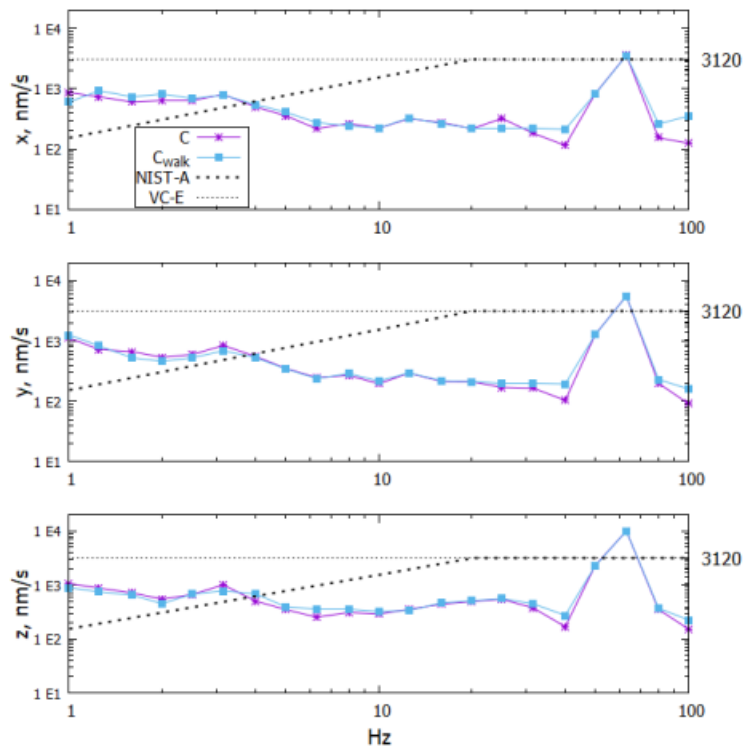 1 E4
1 E3
1 E2
1 E1
x, nm/s
C
Cwalk
NIST-A
VC-E
3120
1
10
100
1 E4
1 E3
1 E2
1 E1
y, nm/s
3120
1
10
100
1 E4
1 E3
1 E2
1 E1
z, nm/s
3120
1
10
100
Hz